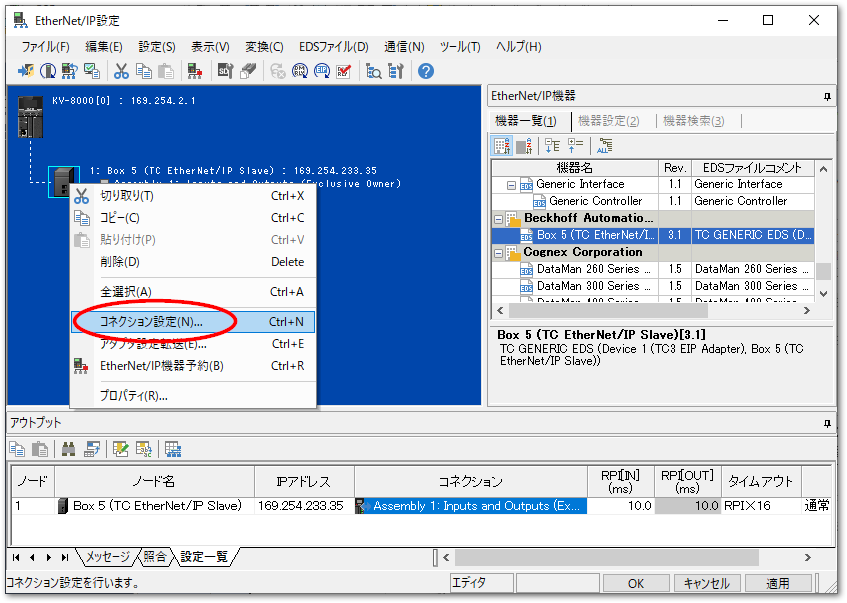 EtherNet/IP設定
ファイル(F) 編集(E) 設定(S) 表示(V) 変換(C) EDSファイル(D) 通信(N) ツール(T) ヘルプ(H)
KV-8000[0] : 169.254.2.1
1: Box 5 (TC EtherNet/IP Slave) : 169.254.233.35
Assembly 1: Inputs and Outputs (Exclusive Owner)
切り取り(T) Ctrl+X
コピー(C) Ctrl+C
貼り付け(P) Ctrl+V
削除(D) Delete
全選択(A) Ctrl+A
コネクション設定(N)... Ctrl+N
アダプタ設定転送(E)... Ctrl+E
EtherNet/IP機器予約(B) Ctrl+R
プロパティ(R)...
EtherNet/IP機器
機器一覧(1) 機器設定(2) 機器検索(3)
機器名 Rev. EDSファイルコメント
Generic Interface 1.1 Generic Interface
Generic Controller 1.1 Generic Controller
Beckhoff Automatio...
Box 5 (TC EtherNet/I... 3.1 TC GENERIC EDS (D...
Cognex Corporation
DataMan 260 Series ... 1.5 DataMan 260 Series ...
DataMan 300 Series ... 1.5 DataMan 300 Series ...
Box 5 (TC EtherNet/IP Slave)[3.1]
TC GENERIC EDS (Device 1 (TC3 EIP Adapter), Box 5 (TC
EtherNet/IP Slave))
アウトプット
ノード ノード名 IPアドレス コネクション RPI[IN] (ms) RPI[OUT] (ms) タイムアウト
1 Box 5 (TC EtherNet/IP Slave) 169.254.233.35 Assembly 1: Inputs and Outputs (Ex... 10.0 10.0 RPI×16 通常
メッセージ 照合 設定一覧
コネクション設定を行います。 エディタ OK キャンセル 適用